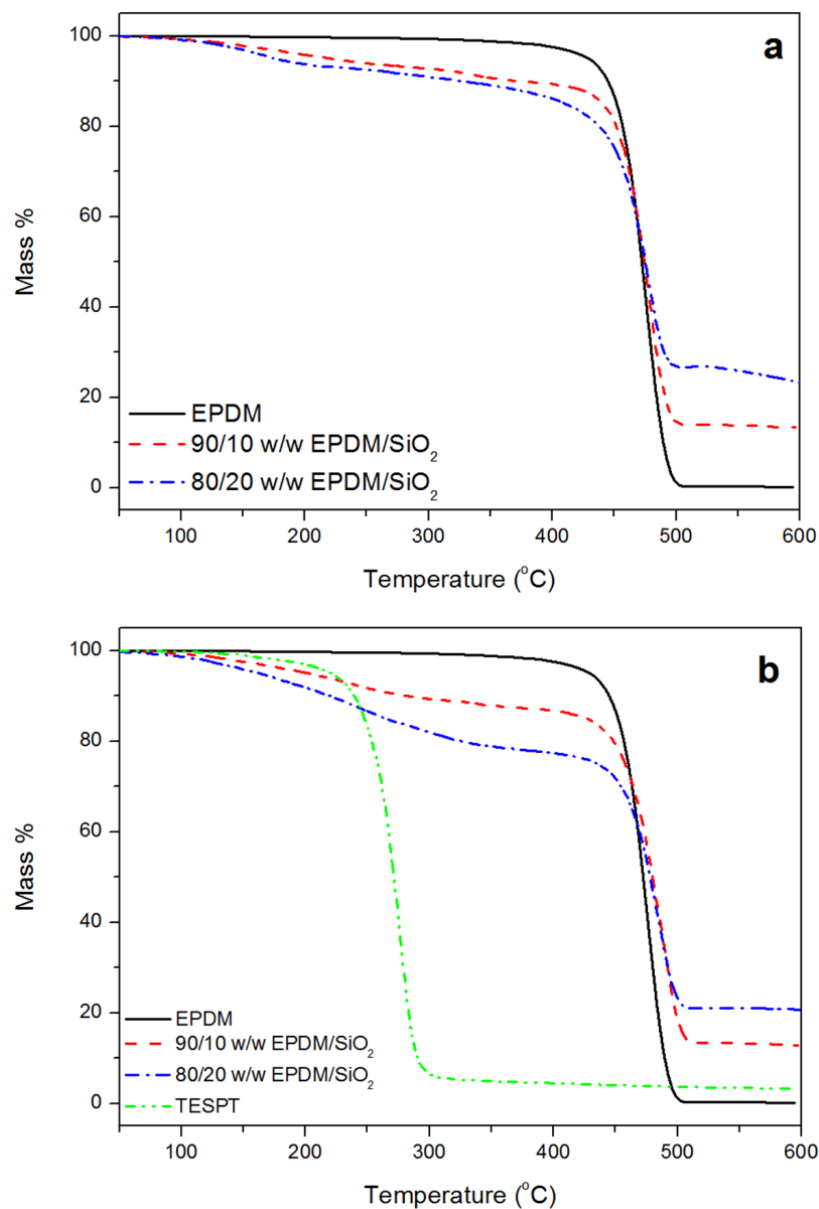 a
100
80
60
40
20
0
Mass %
EPDM
90/10 w/w EPDM/SiO₂
80/20 w/w EPDM/SiO₂
100 200 300 400 500 600
Temperature (°C)
b
100
80
60
40
20
0
Mass %
EPDM
90/10 w/w EPDM/SiO₂
80/20 w/w EPDM/SiO₂
TESPT
100 200 300 400 500 600
Temperature (°C)